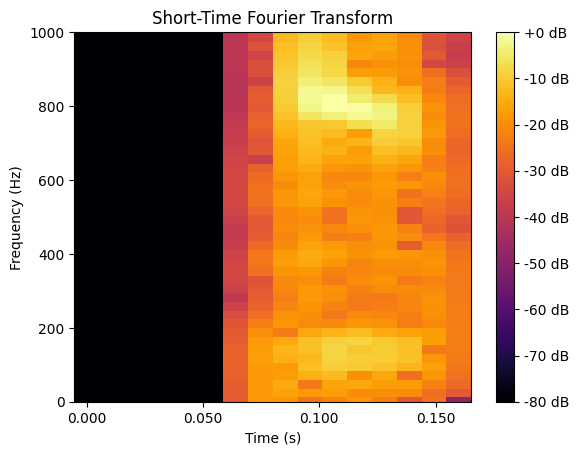 Short-Time Fourier Transform
1000
800
600
400
200
0
Frequency (Hz)
0.000
0.050
0.100
0.150
Time (s)
+0 dB
-10 dB
-20 dB
-30 dB
-40 dB
-50 dB
-60 dB
-70 dB
-80 dB